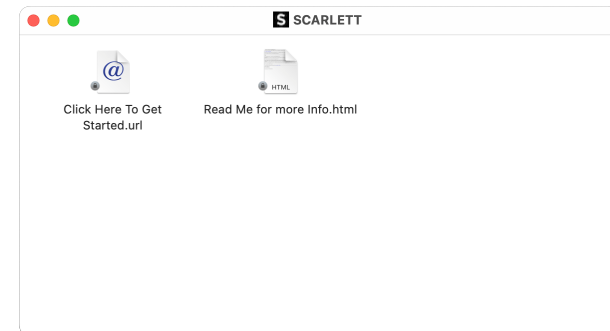 S SCARLETT
@
HTML
Click Here To Get
Started.url
Read Me for more Info.html